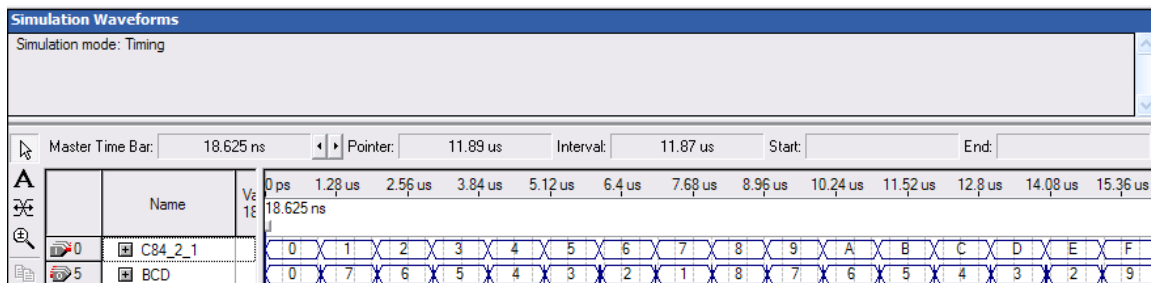 Simulation Waveforms
Simulation mode: Timing
Master Time Bar: 18.625 ns Pointer: 11.89 us Interval: 11.87 us Start: End:
A
Name
Va
18
0 ps 1.28 us 2.56 us 3.84 us 5.12 us 6.4 us 7.68 us 8.96 us 10.24 us 11.52 us 12.8 us 14.08 us 15.36 us
18.625 ns
0 C84_2_1 0 1 2 3 4 5 6 7 8 9 A B C D E F
5 BCD 0 7 6 5 4 3 2 1 8 7 6 5 4 3 2 9